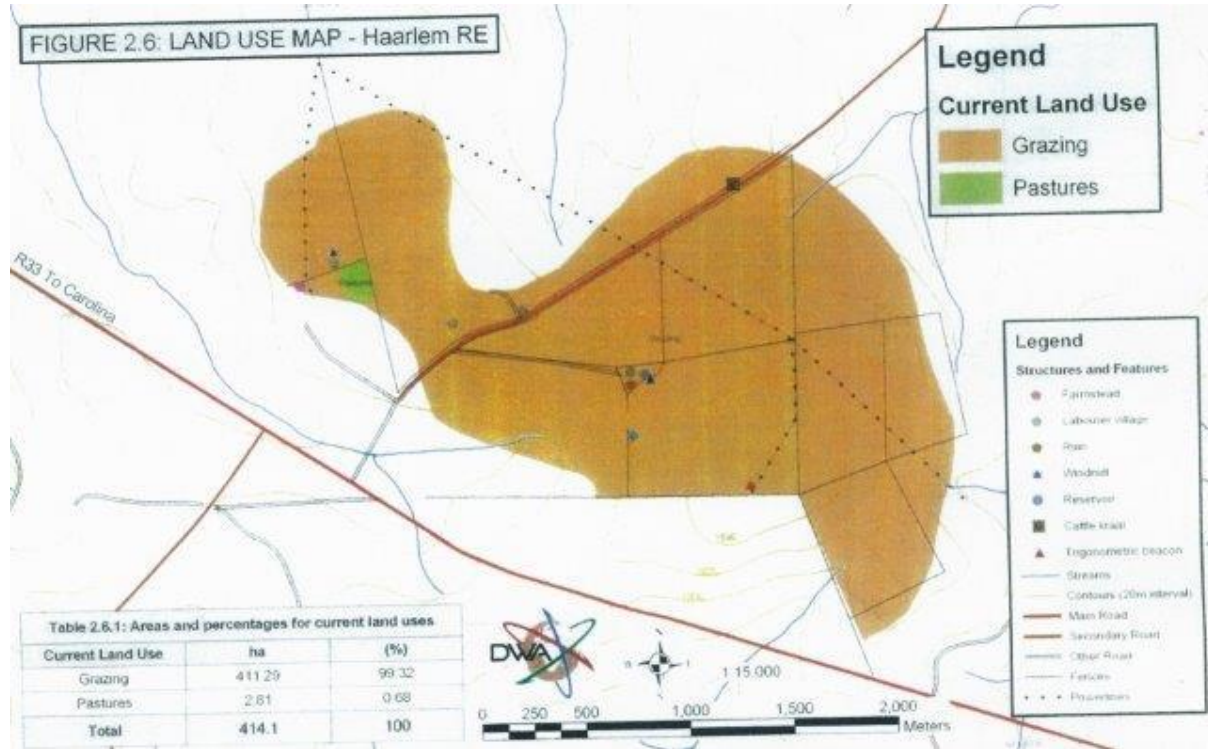 FIGURE 2.6: LAND USE MAP - Haarlem RE
Legend
Current Land Use
Grazing
Pastures
R33 To Carolina
Legend
Structures and Features
Farmstead
Labourer village
Ruin
Windmill
Reservoir
Cattle kraal
Trigonometric beacon
Streams
Contours (20m interval)
Main Road
Secondary Road
Other Road
Fences
Powerlines
Table 2.6.1: Areas and percentages for current land uses
Current Land Use ha (%)
Grazing 411.29 99.32
Pastures 2.81 0.68
Total 414.1 100
DWA
1:15.000
0 250 500 1,000 1,500 2,000
Meters